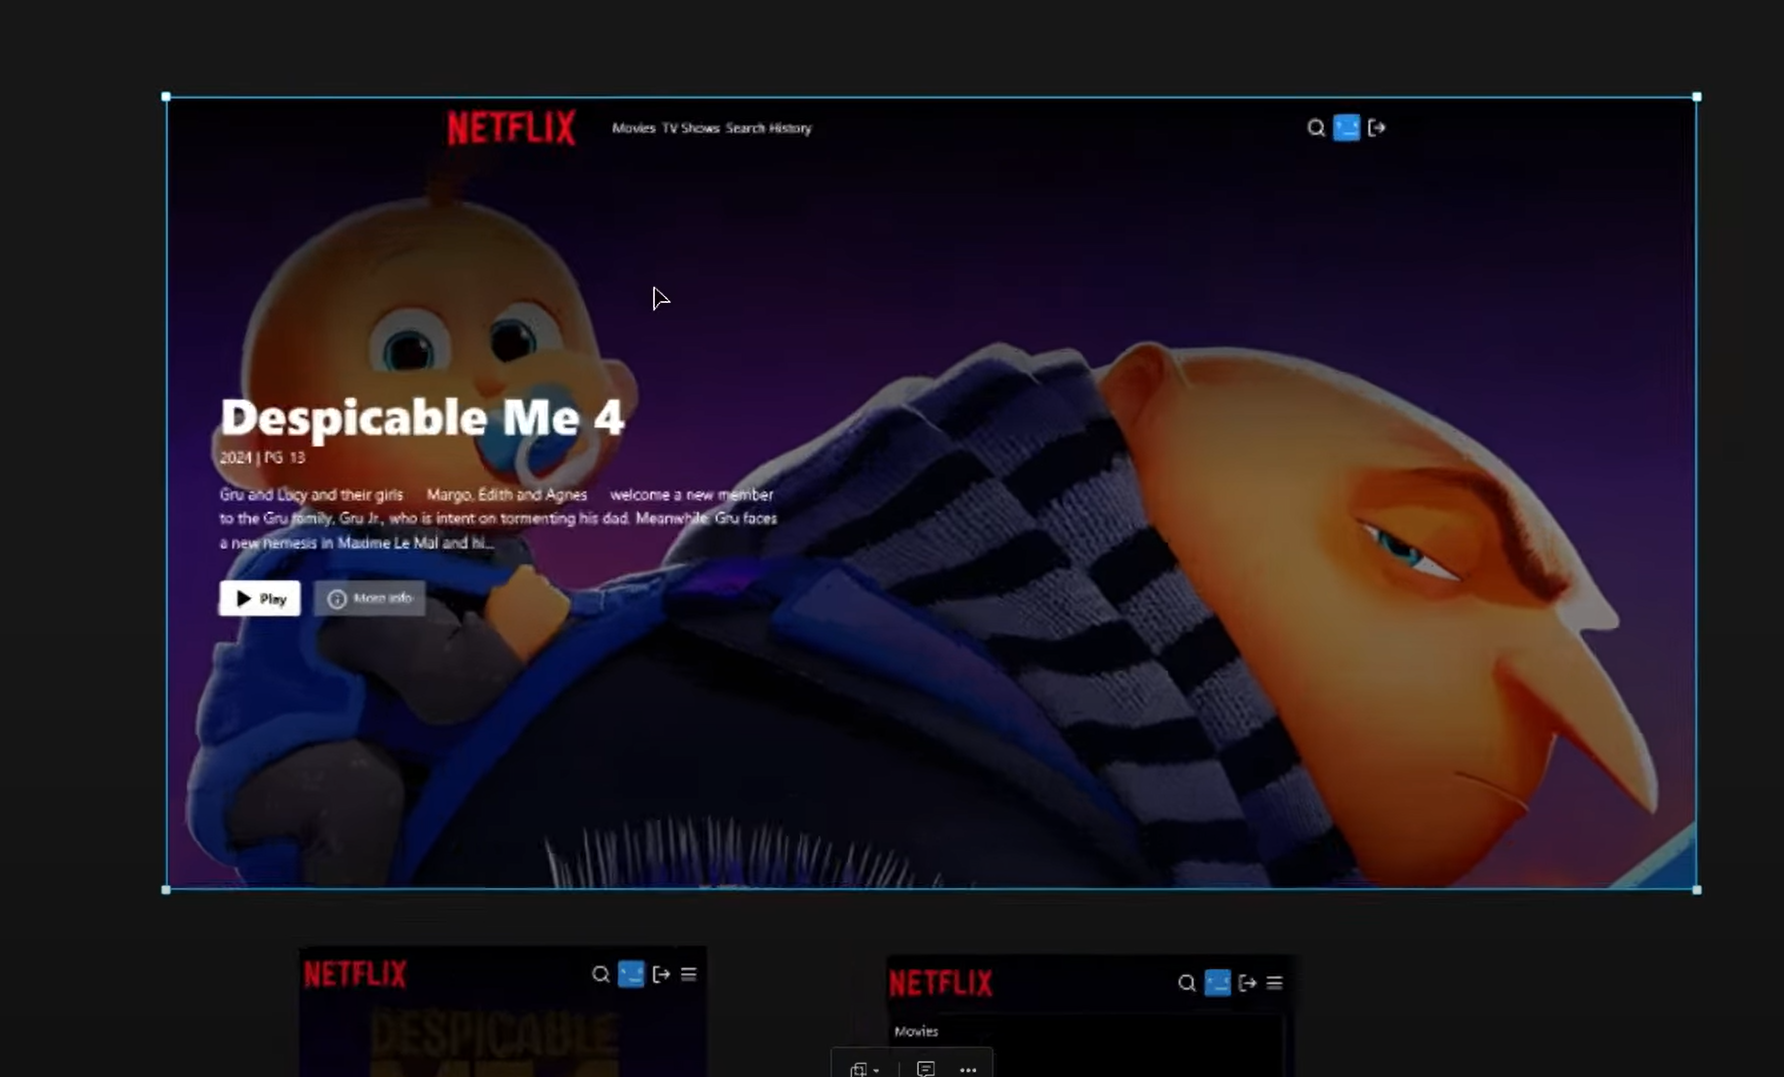 NETFLIX Movies TV Shows Search History
Despicable Me 4
2024 | PG 13
Gru and Lucy and their girls Margo, Edith and Agnes welcome a new member
to the Gru family, Gru Jr., who is intent on tormenting his dad. Meanwhile, Gru faces
a new nemesis in Maxime Le Mal and hi...
Play More Info
NETFLIX
DESPICABLE
NETFLIX
Movies